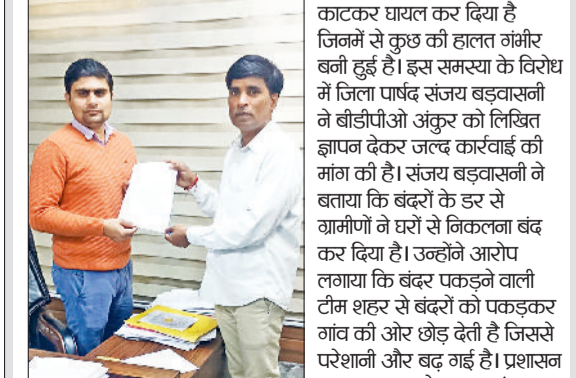 काटकर घायल कर दिया है
जिनमें से कुछ की हालत गंभीर
बनी हुई है। इस समस्या के विरोध
में जिला पार्षद संजय बड़वासनी
ने बीडीपीओ अंकुर को लिखित
ज्ञापन देकर जल्द कार्रवाई की
मांग की है। संजय बड़वासनी ने
बताया कि बंदरों के डर से
ग्रामीणों ने घरों से निकलना बंद
कर दिया है। उन्होंने आरोप
लगाया कि बंदर पकड़ने वाली
टीम शहर से बंदरों को पकड़कर
गांव की ओर छोड़ देती है जिससे
परेशानी और बढ़ गई है। प्रशासन